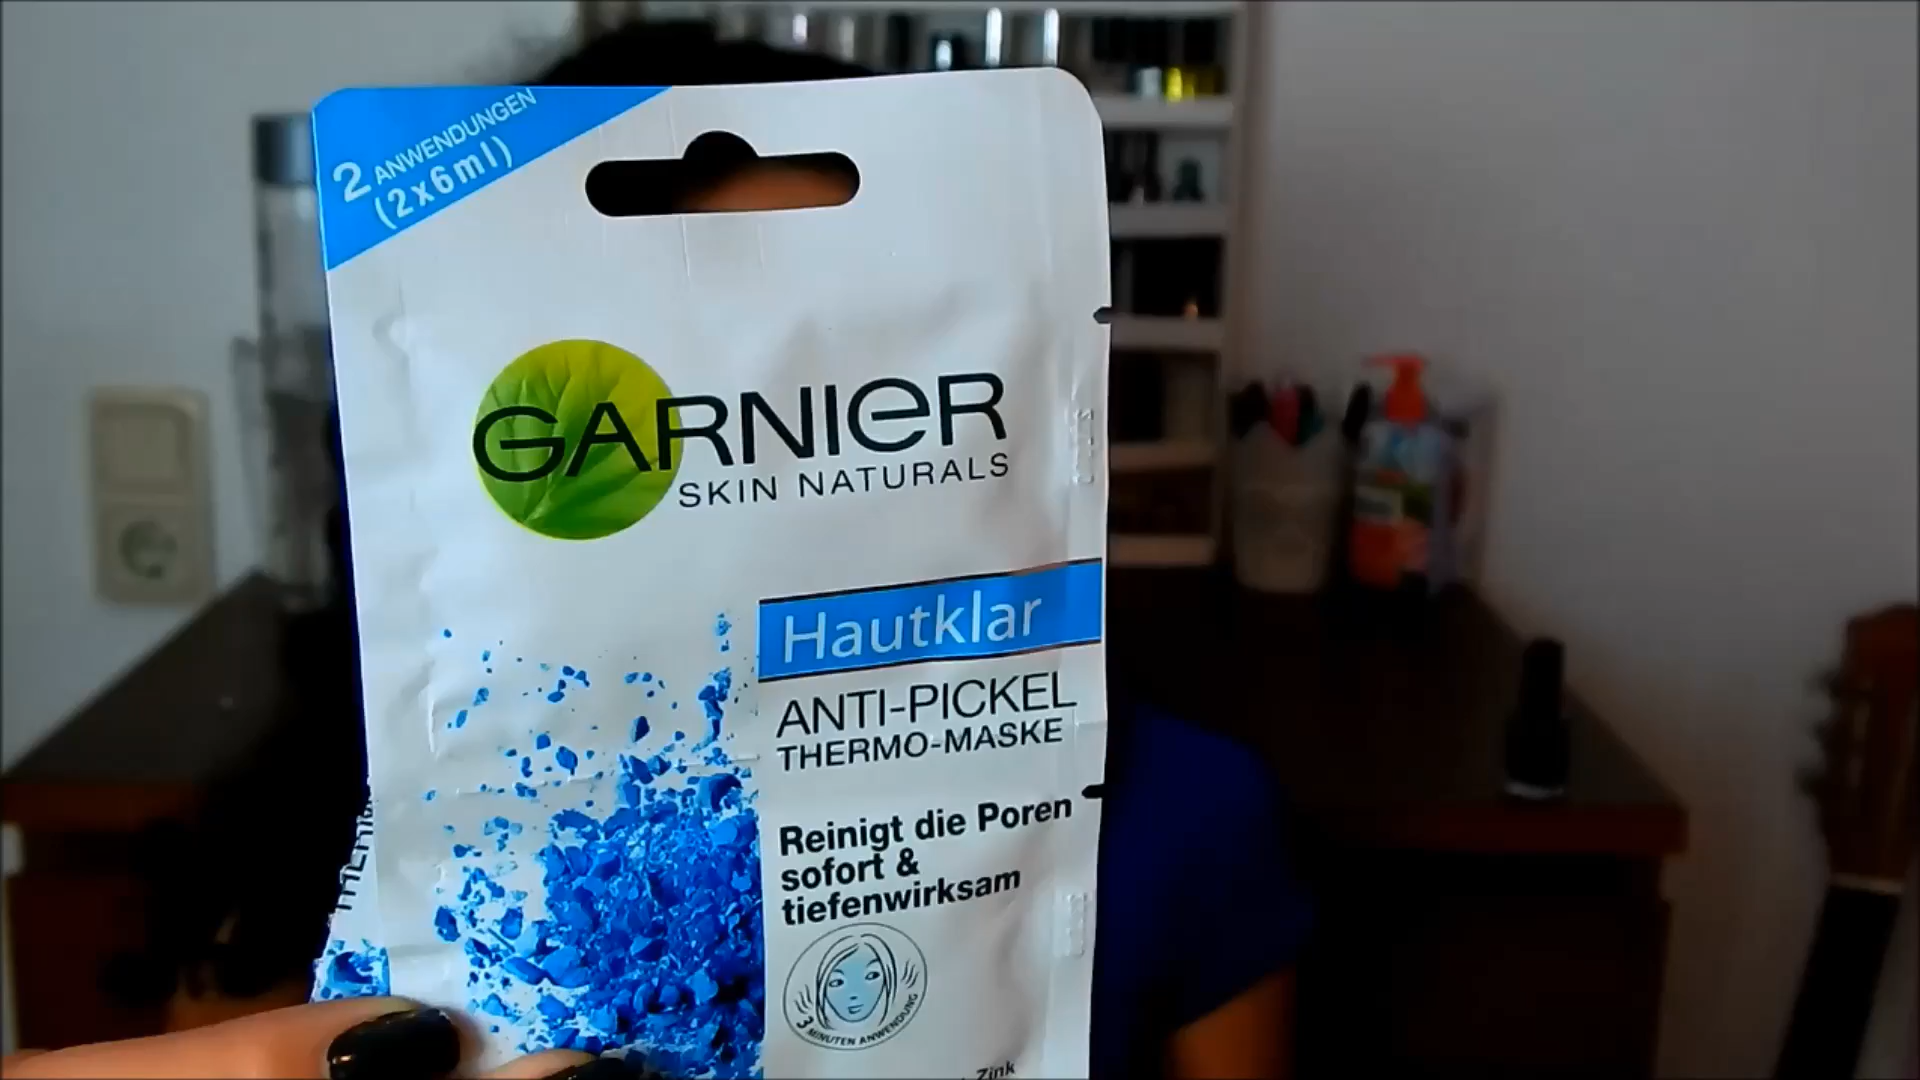 2 ANWENDUNGEN
(2x6ml)
GARNIER
SKIN NATURALS
Hautklar
ANTI-PICKEL
THERMO-MASKE
Reinigt die Poren
sofort &
tiefenwirksam
3 MINUTEN ANWENDUNG
Zink